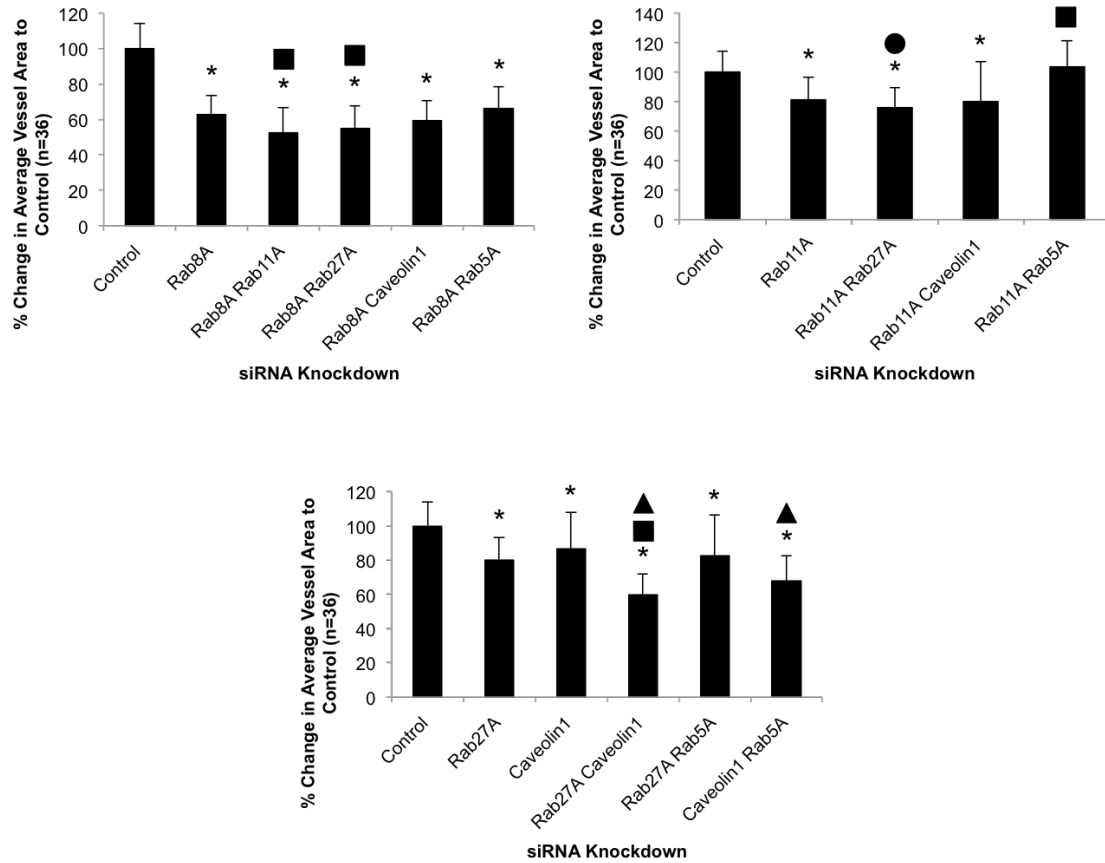 % Change in Average Vessel Area to
Control (n=36)
120
100
80
60
40
20
0
*
*
*
*
*
Control
Rab8A
Rab8A Rab11A
Rab8A Rab27A
Rab8A Caveolin1
Rab8A Rab5A
siRNA Knockdown
% Change in Average Vessel Area to
Control (n=36)
140
120
100
80
60
40
20
0
*
*
*
Control
Rab11A
Rab11A Rab27A
Rab11A Caveolin1
Rab11A Rab5A
siRNA Knockdown
% Change in Average Vessel Area to
Control (n=36)
120
100
80
60
40
20
0
*
*
*
*
*
Control
Rab27A
Caveolin1
Rab27A Caveolin1
Rab27A Rab5A
Caveolin1 Rab5A
siRNA Knockdown